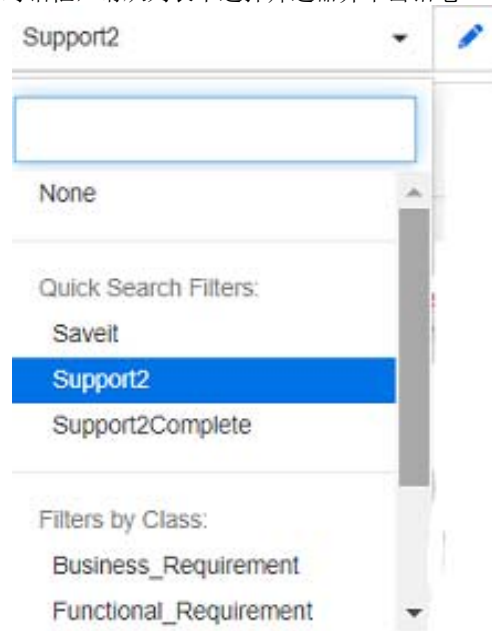 Support2
None
Quick Search Filters:
Saveit
Support2
Support2Complete
Filters by Class:
Business_Requirement
Functional_Requirement